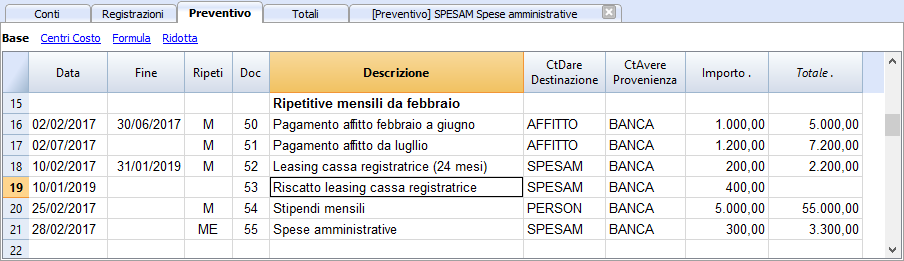 Conti Registrazioni Preventivo Totali [Preventivo] SPESAM Spese amministrative
Base Centri Costo Formula Ridotta
Data Fine Ripeti Doc Descrizione CtDare Destinazione CtAvere Provenienza Importo . Totale .
15 Ripetitive mensili da febbraio
16 02/02/2017 30/06/2017 M 50 Pagamento affitto febbraio a giugno AFFITTO BANCA 1.000,00 5.000,00
17 02/07/2017 M 51 Pagamento affitto da lugllio AFFITTO BANCA 1.200,00 7.200,00
18 10/02/2017 31/01/2019 M 52 Leasing cassa registratrice (24 mesi) SPESAM BANCA 200,00 2.200,00
19 10/01/2019 53 Riscatto leasing cassa registratrice SPESAM BANCA 400,00
20 25/02/2017 M 54 Stipendi mensili PERSON BANCA 5.000,00 55.000,00
21 28/02/2017 ME 55 Spese amministrative SPESAM BANCA 300,00 3.300,00
22